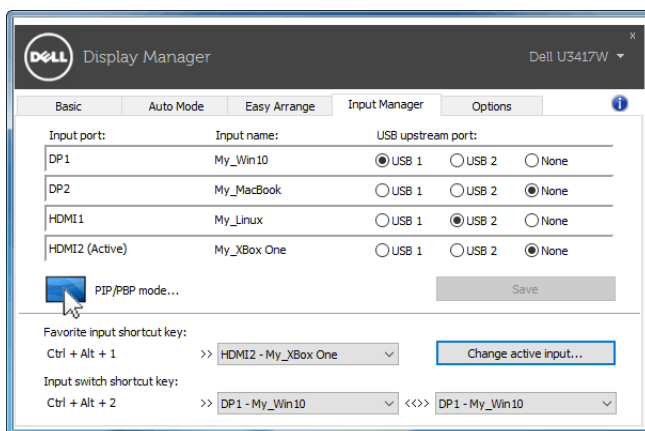 x
DELL Display Manager Dell U3417W
Basic Auto Mode Easy Arrange Input Manager Options i
Input port: Input name: USB upstream port:
DP1 My_Win10 USB 1 USB 2 None
DP2 My_MacBook USB 1 USB 2 None
HDMI1 My_Linux USB 1 USB 2 None
HDMI2 (Active) My_XBox One USB 1 USB 2 None
PIP/PBP mode... Save
Favorite input shortcut key:
Ctrl + Alt + 1 >> HDMI2 - My_XBox One Change active input...
Input switch shortcut key:
Ctrl + Alt + 2 >> DP1 - My_Win10 <<>> DP1 - My_Win10